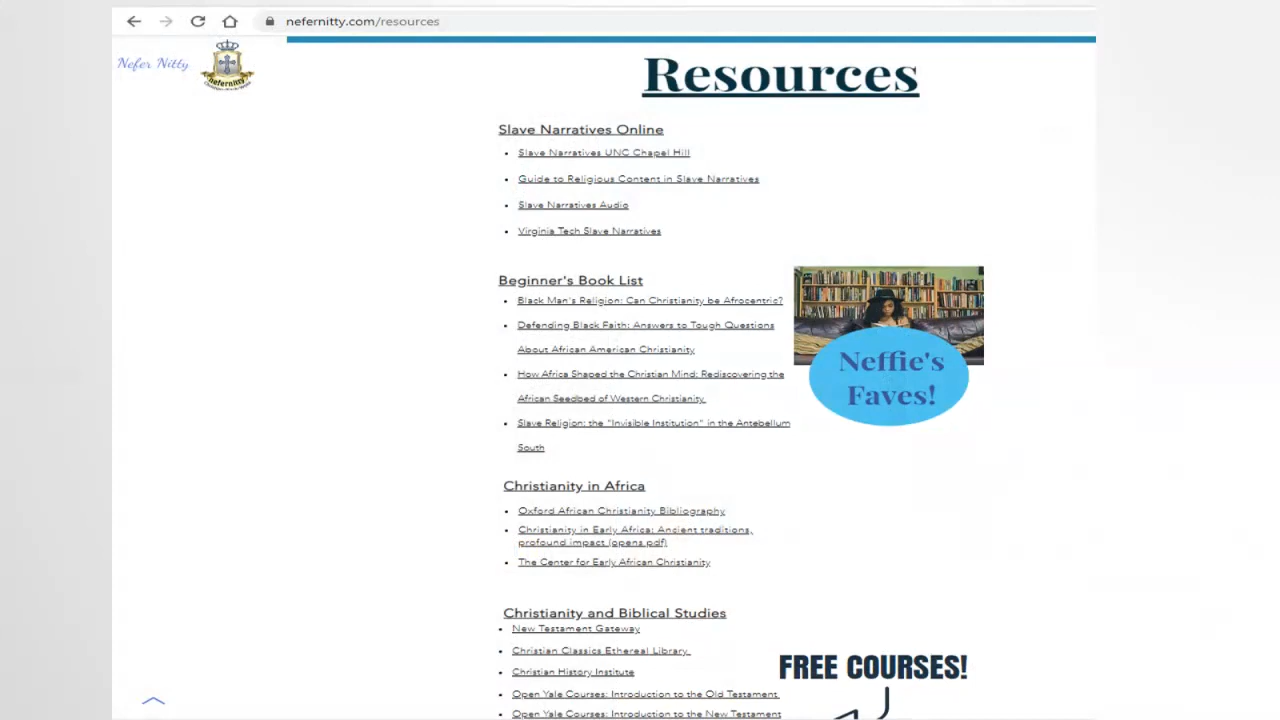 nefernitty.com/resources
Nefer Nitty
nefernitty
Resources
Slave Narratives Online
Slave Narratives UNC Chapel Hill
Guide to Religious Content in Slave Narratives
Slave Narratives Audio
Virginia Tech Slave Narratives
Beginner's Book List
Black Man's Religion: Can Christianity be Afrocentric?
Defending Black Faith: Answers to Tough Questions
About African American Christianity
How Africa Shaped the Christian Mind: Rediscovering the
African Seedbed of Western Christianity
Slave Religion: the "Invisible Institution" in the Antebellum
South
Neffie's
Faves!
Christianity in Africa
Oxford African Christianity Bibliography
Christianity in Early Africa: Ancient traditions,
profound impact (opens pdf)
The Center for Early African Christianity
Christianity and Biblical Studies
New Testament Gateway
Christian Classics Ethereal Library
Christian History Institute
Open Yale Courses: Introduction to the Old Testament
Open Yale Courses: Introduction to the New Testament
FREE COURSES!